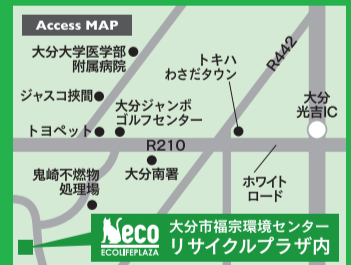 Access MAP
大分大学医学部
附属病院
トキハ
わさだタウン
R442
ジャスコ挾間
大分ジャンボ
ゴルフセンター
大分
光吉IC
トヨペット
R210
鬼崎不燃物
処理場
大分南署
ホワイト
ロード
eco
ECOLIFEPLAZA
大分市福宗環境センター
リサイクルプラザ内